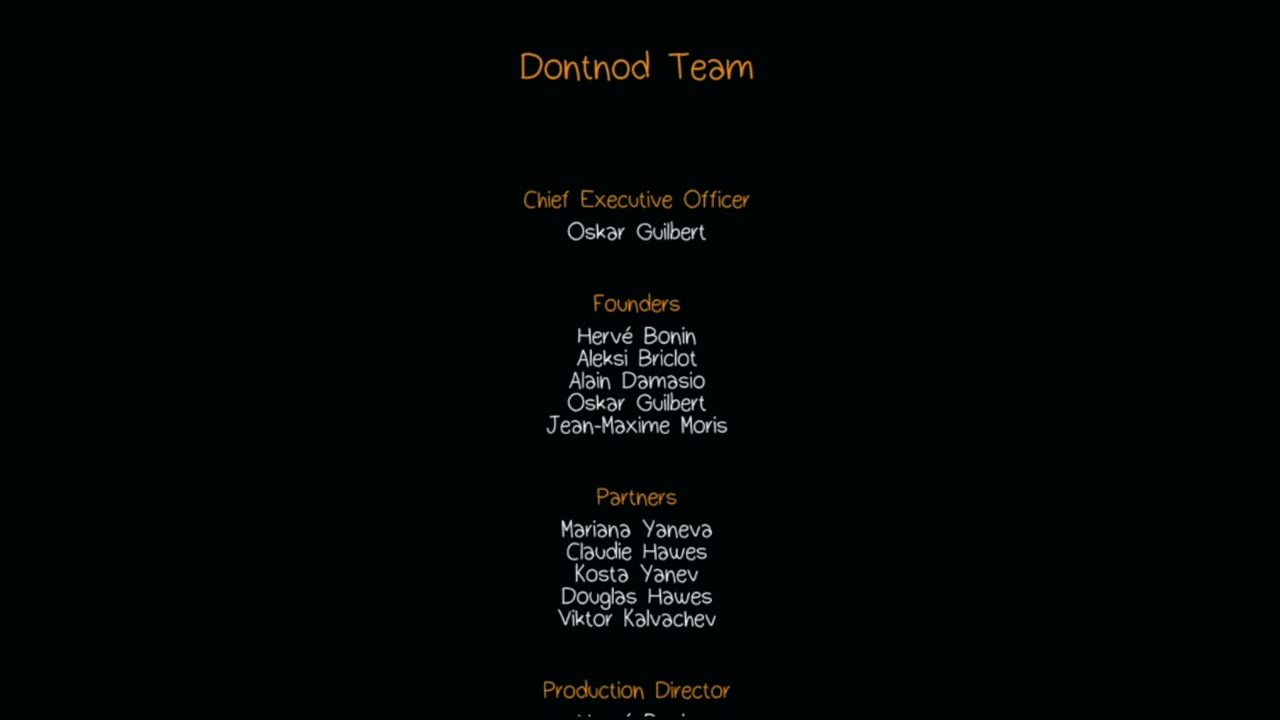 Dontnod Team
Chief Executive Officer
Oskar Guilbert
Founders
Hervé Bonin
Aleksi Briclot
Alain Damasio
Oskar Guilbert
Jean-Maxime Moris
Partners
Mariana Yaneva
Claudie Hawes
Kosta Yanev
Douglas Hawes
Viktor Kalvachev
Production Director